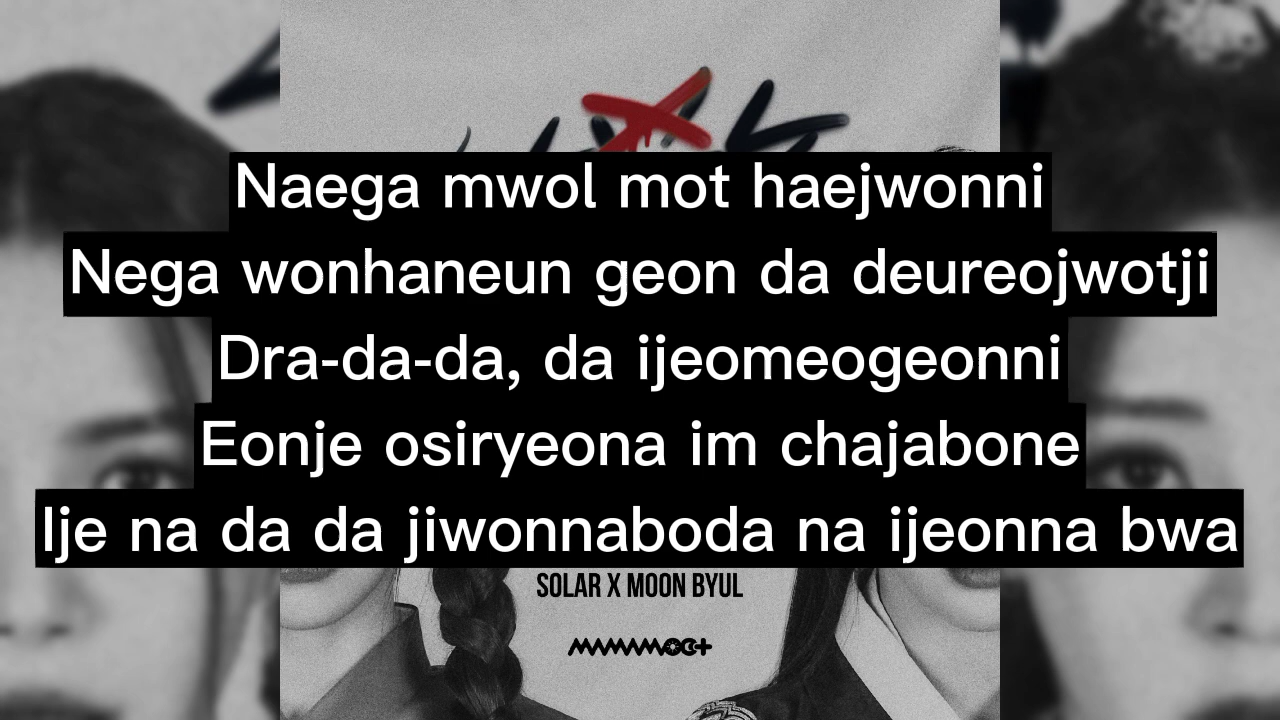 Naega mwol mot haejwonni
Nega wonhaneun geon da deureojwotji
Dra-da-da, da ijeomeogeonni
Eonje osiryeona im chajabone
Ije na da da jiwonnaboda na ijeonna bwa
SOLAR X MOON BYUL
MAMAMOO+